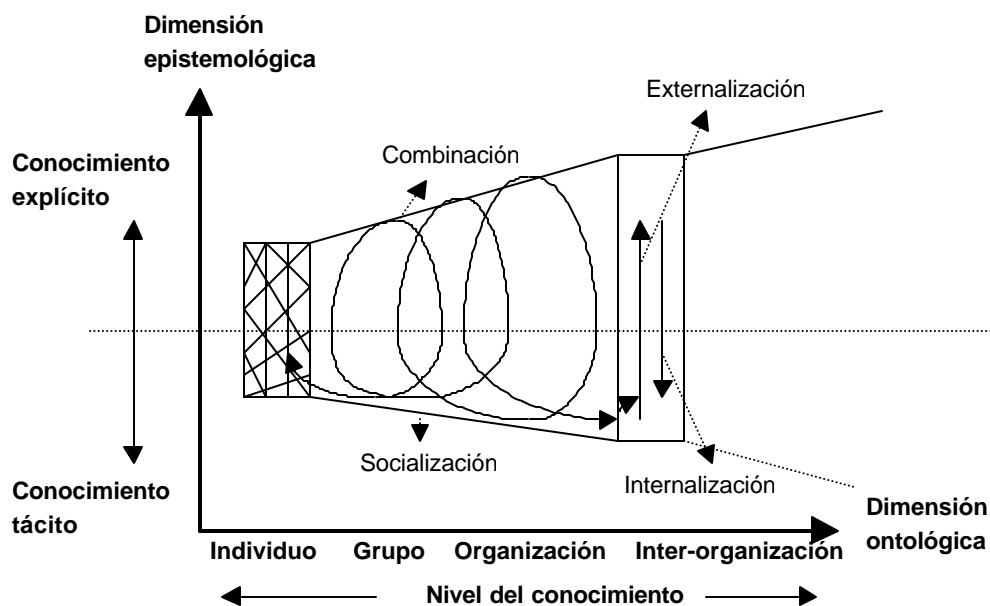 Dimensión
epistemológica
Externalización
Combinación
Conocimiento
explícito
Socialización
Internalización
Conocimiento
tácito
Dimensión
ontológica
Individuo Grupo Organización Inter-organización
Nivel del conocimiento